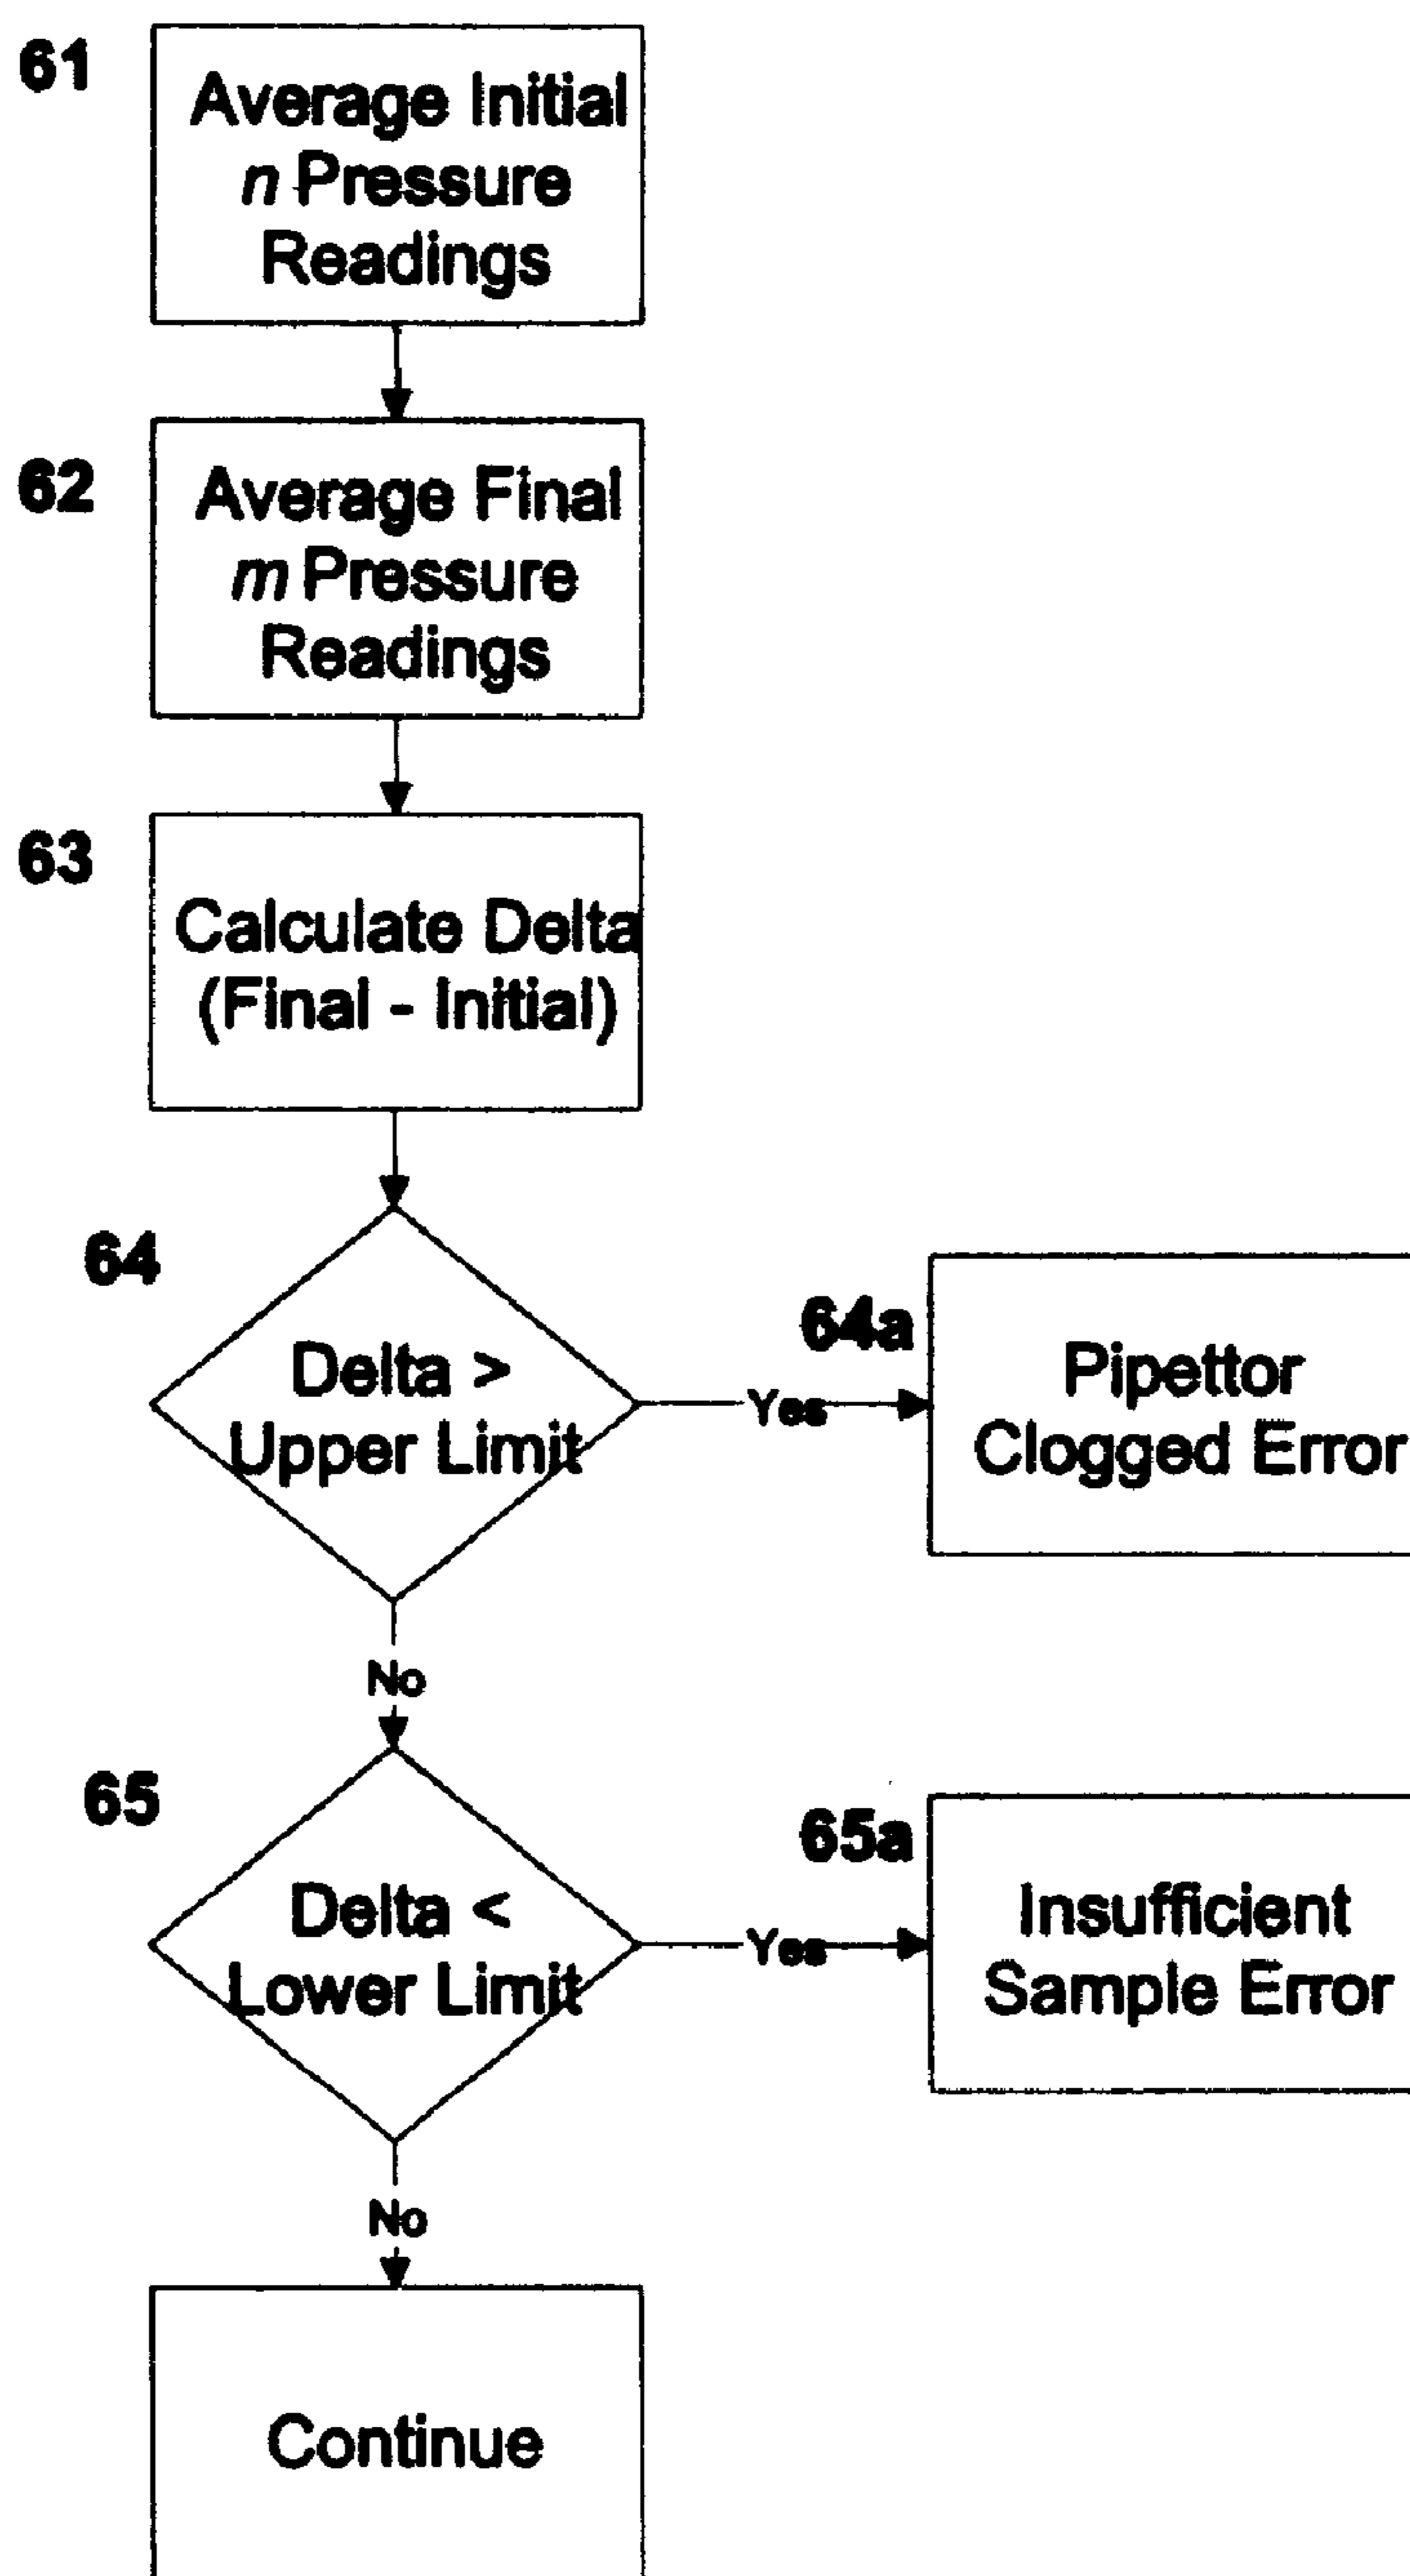 61
Average Initial
n Pressure
Readings
62
Average Final
m Pressure
Readings
63
Calculate Delta
(Final - Initial)
64
Delta >
Upper Limit
Yes
64a
Pipettor
Clogged Error
No
65
Delta <
Lower Limit
Yes
65a
Insufficient
Sample Error
No
Continue